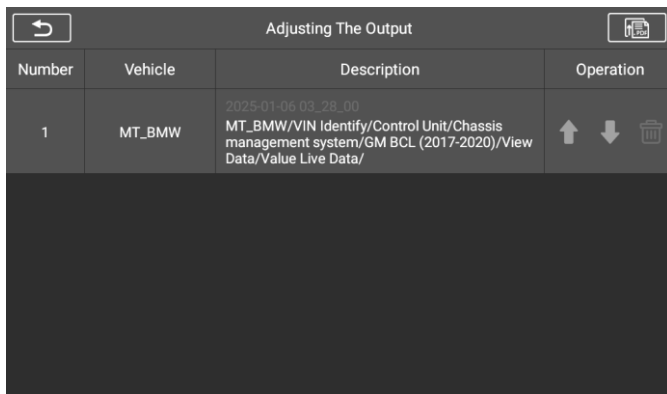 Adjusting The Output
PDF
Number Vehicle Description Operation
2025-01-06 03_28_00
1 MT_BMW MT_BMW/VIN Identify/Control Unit/Chassis
management system/GM BCL (2017-2020)/View
Data/Value Live Data/